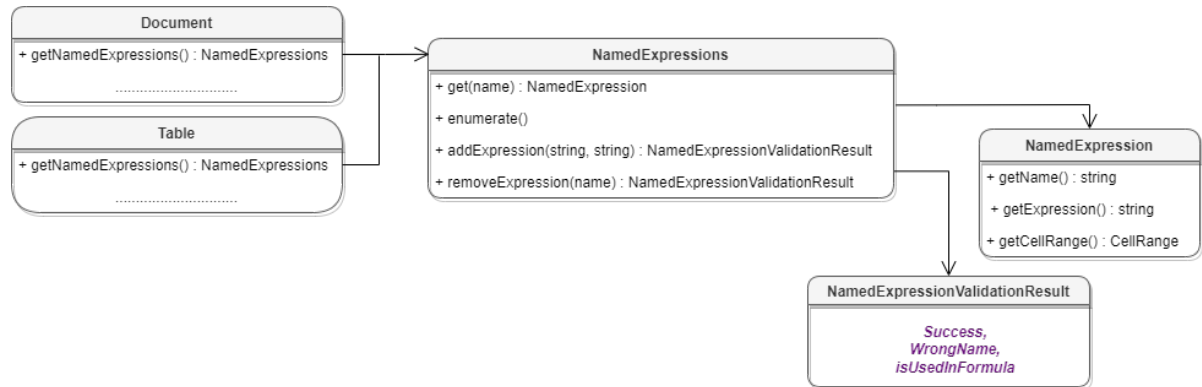 Document
+ getNamedExpressions() : NamedExpressions
..............................
Table
+ getNamedExpressions() : NamedExpressions
..............................
NamedExpressions
+ get(name) : NamedExpression
+ enumerate()
+ addExpression(string, string) : NamedExpressionValidationResult
+ removeExpression(name) : NamedExpressionValidationResult
NamedExpression
+ getName() : string
+ getExpression() : string
+ getCellRange() : CellRange
NamedExpressionValidationResult
Success,
WrongName,
isUsedInFormula